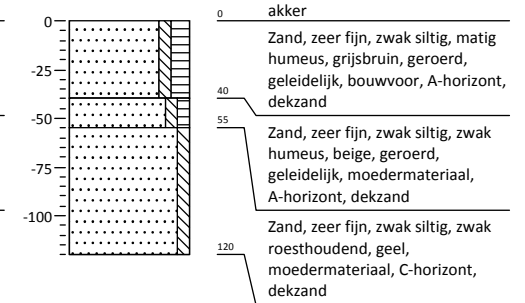 0
-25
-50
-75
-100
0
akker
Zand, zeer fijn, zwak siltig, matig
humeus, grijsbruin, geroerd,
geleidelijk, bouwvoor, A-horizont,
dekzand
40
55
Zand, zeer fijn, zwak siltig, zwak
humeus, beige, geroerd,
geleidelijk, moedermateriaal,
A-horizont, dekzand
120
Zand, zeer fijn, zwak siltig, zwak
roesthoudend, geel,
moedermateriaal, C-horizont,
dekzand